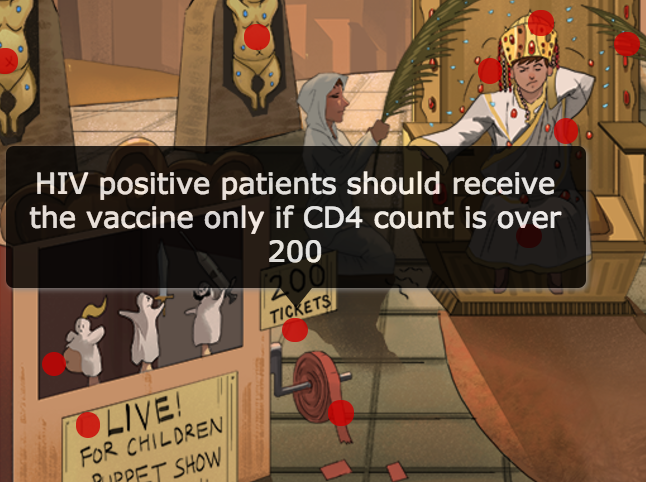 HIV positive patients should receive
the vaccine only if CD4 count is over
200
200
TICKETS
LIVE!
FOR CHILDREN
PUPPET SHOW